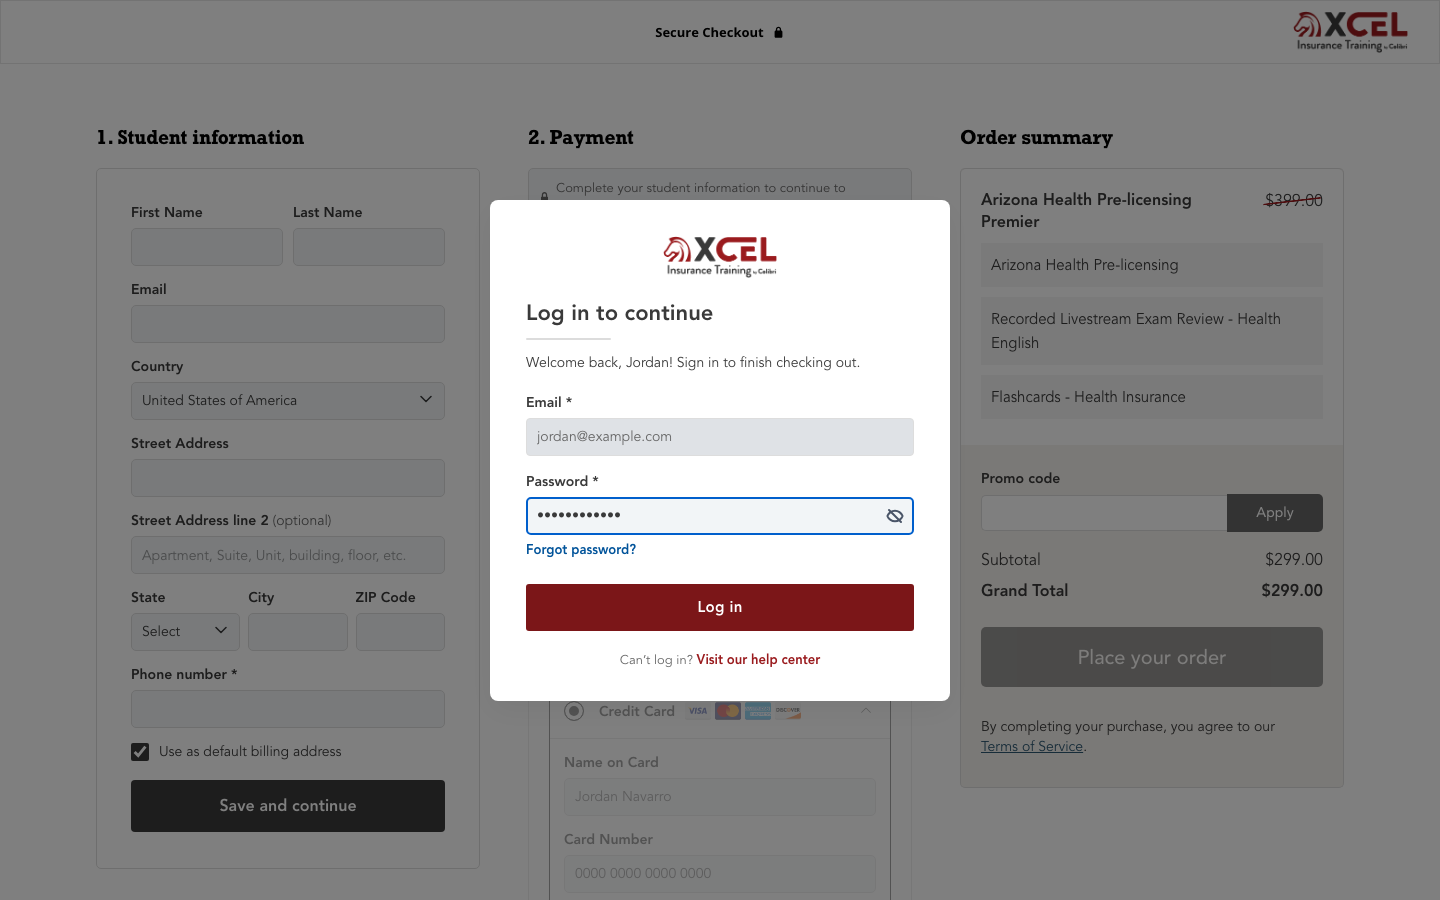 Secure Checkout
XCEL
Insurance Training by Calibri
1. Student information
First Name
Last Name
Email
Country
United States of America
Street Address
Street Address line 2 (optional)
Apartment, Suite, Unit, building, floor, etc.
State
City
ZIP Code
Select
Phone number *
Use as default billing address
Save and continue
2. Payment
Complete your student information to continue to
XCEL
Insurance Training by Calibri
Log in to continue
Welcome back, Jordan! Sign in to finish checking out.
Email *
jordan@example.com
Password *
••••••••••••
Forgot password?
Log in
Can't log in? Visit our help center
Credit Card
VISA
DISCOVER
Name on Card
Jordan Navarro
Card Number
0000 0000 0000 0000
Order summary
Arizona Health Pre-licensing
Premier
$399.00
Arizona Health Pre-licensing
Recorded Livestream Exam Review - Health
English
Flashcards - Health Insurance
Promo code
Apply
Subtotal
$299.00
Grand Total
$299.00
Place your order
By completing your purchase, you agree to our
Terms of Service.